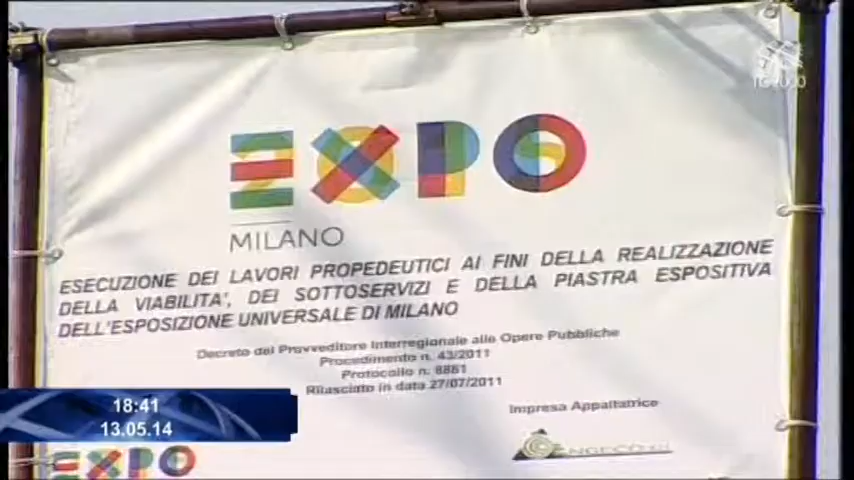 EXPO
MILANO
ESECUZIONE DEI LAVORI PROPEDEUTICI AI FINI DELLA REALIZZAZIONE
DELLA VIABILITA', DEI SOTTOSERVIZI E DELLA PIASTRA ESPOSITIVA
DELL'ESPOSIZIONE UNIVERSALE DI MILANO
Decreto del Provveditore Interregionale alle Opere Pubbliche
Procedimento n. 43/2011
Protocollo n. 8881
Rilasciato in data 27/07/2011
Impresa Appaltatrice
18:41
13.05.14
EXPO